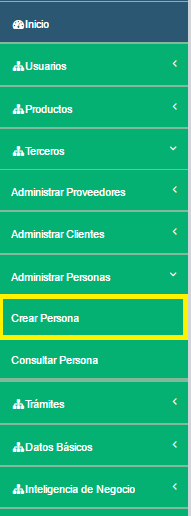 Inicio
Usuarios
Productos
Terceros
Administrar Proveedores
Administrar Clientes
Administrar Personas
Crear Persona
Consultar Persona
Trámites
Datos Básicos
Inteligencia de Negocio